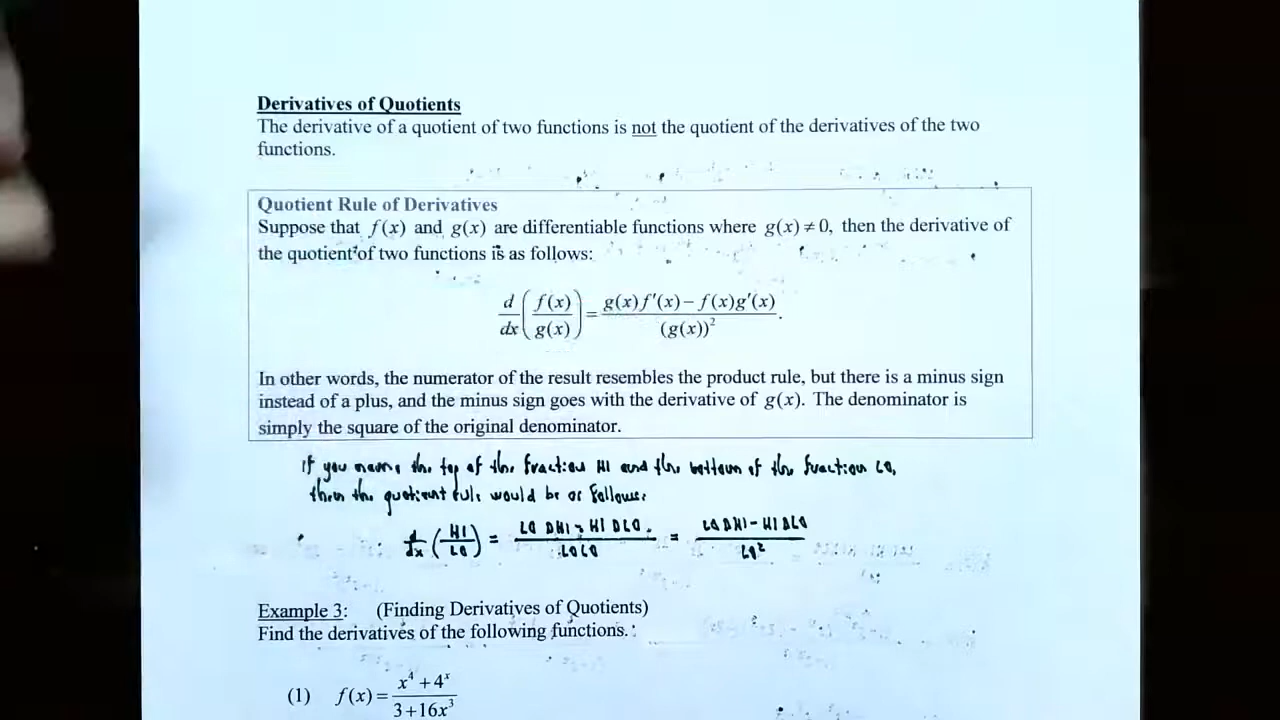 Derivatives of Quotients
The derivative of a quotient of two functions is not the quotient of the derivatives of the two
functions.
Quotient Rule of Derivatives
Suppose that f(x) and g(x) are differentiable functions where g(x) ≠ 0, then the derivative of
the quotient of two functions is as follows:
d/dx ( f(x)/g(x) ) = (g(x)f′(x) − f(x)g′(x))/(g(x))².
In other words, the numerator of the result resembles the product rule, but there is a minus sign
instead of a plus, and the minus sign goes with the derivative of g(x). The denominator is
simply the square of the original denominator.
If you name the top of the fraction HI and the bottom of the fraction LO,
then the quotient rule would be as follows:
d/dx (HI/LO) = (LO DHI − HI DLO)/(LO LO) = (LO DHI − HI DLO)/LO²
Example 3: (Finding Derivatives of Quotients)
Find the derivatives of the following functions.
(1) f(x) = (x⁴ + 4ˣ)/(3 + 16x³)